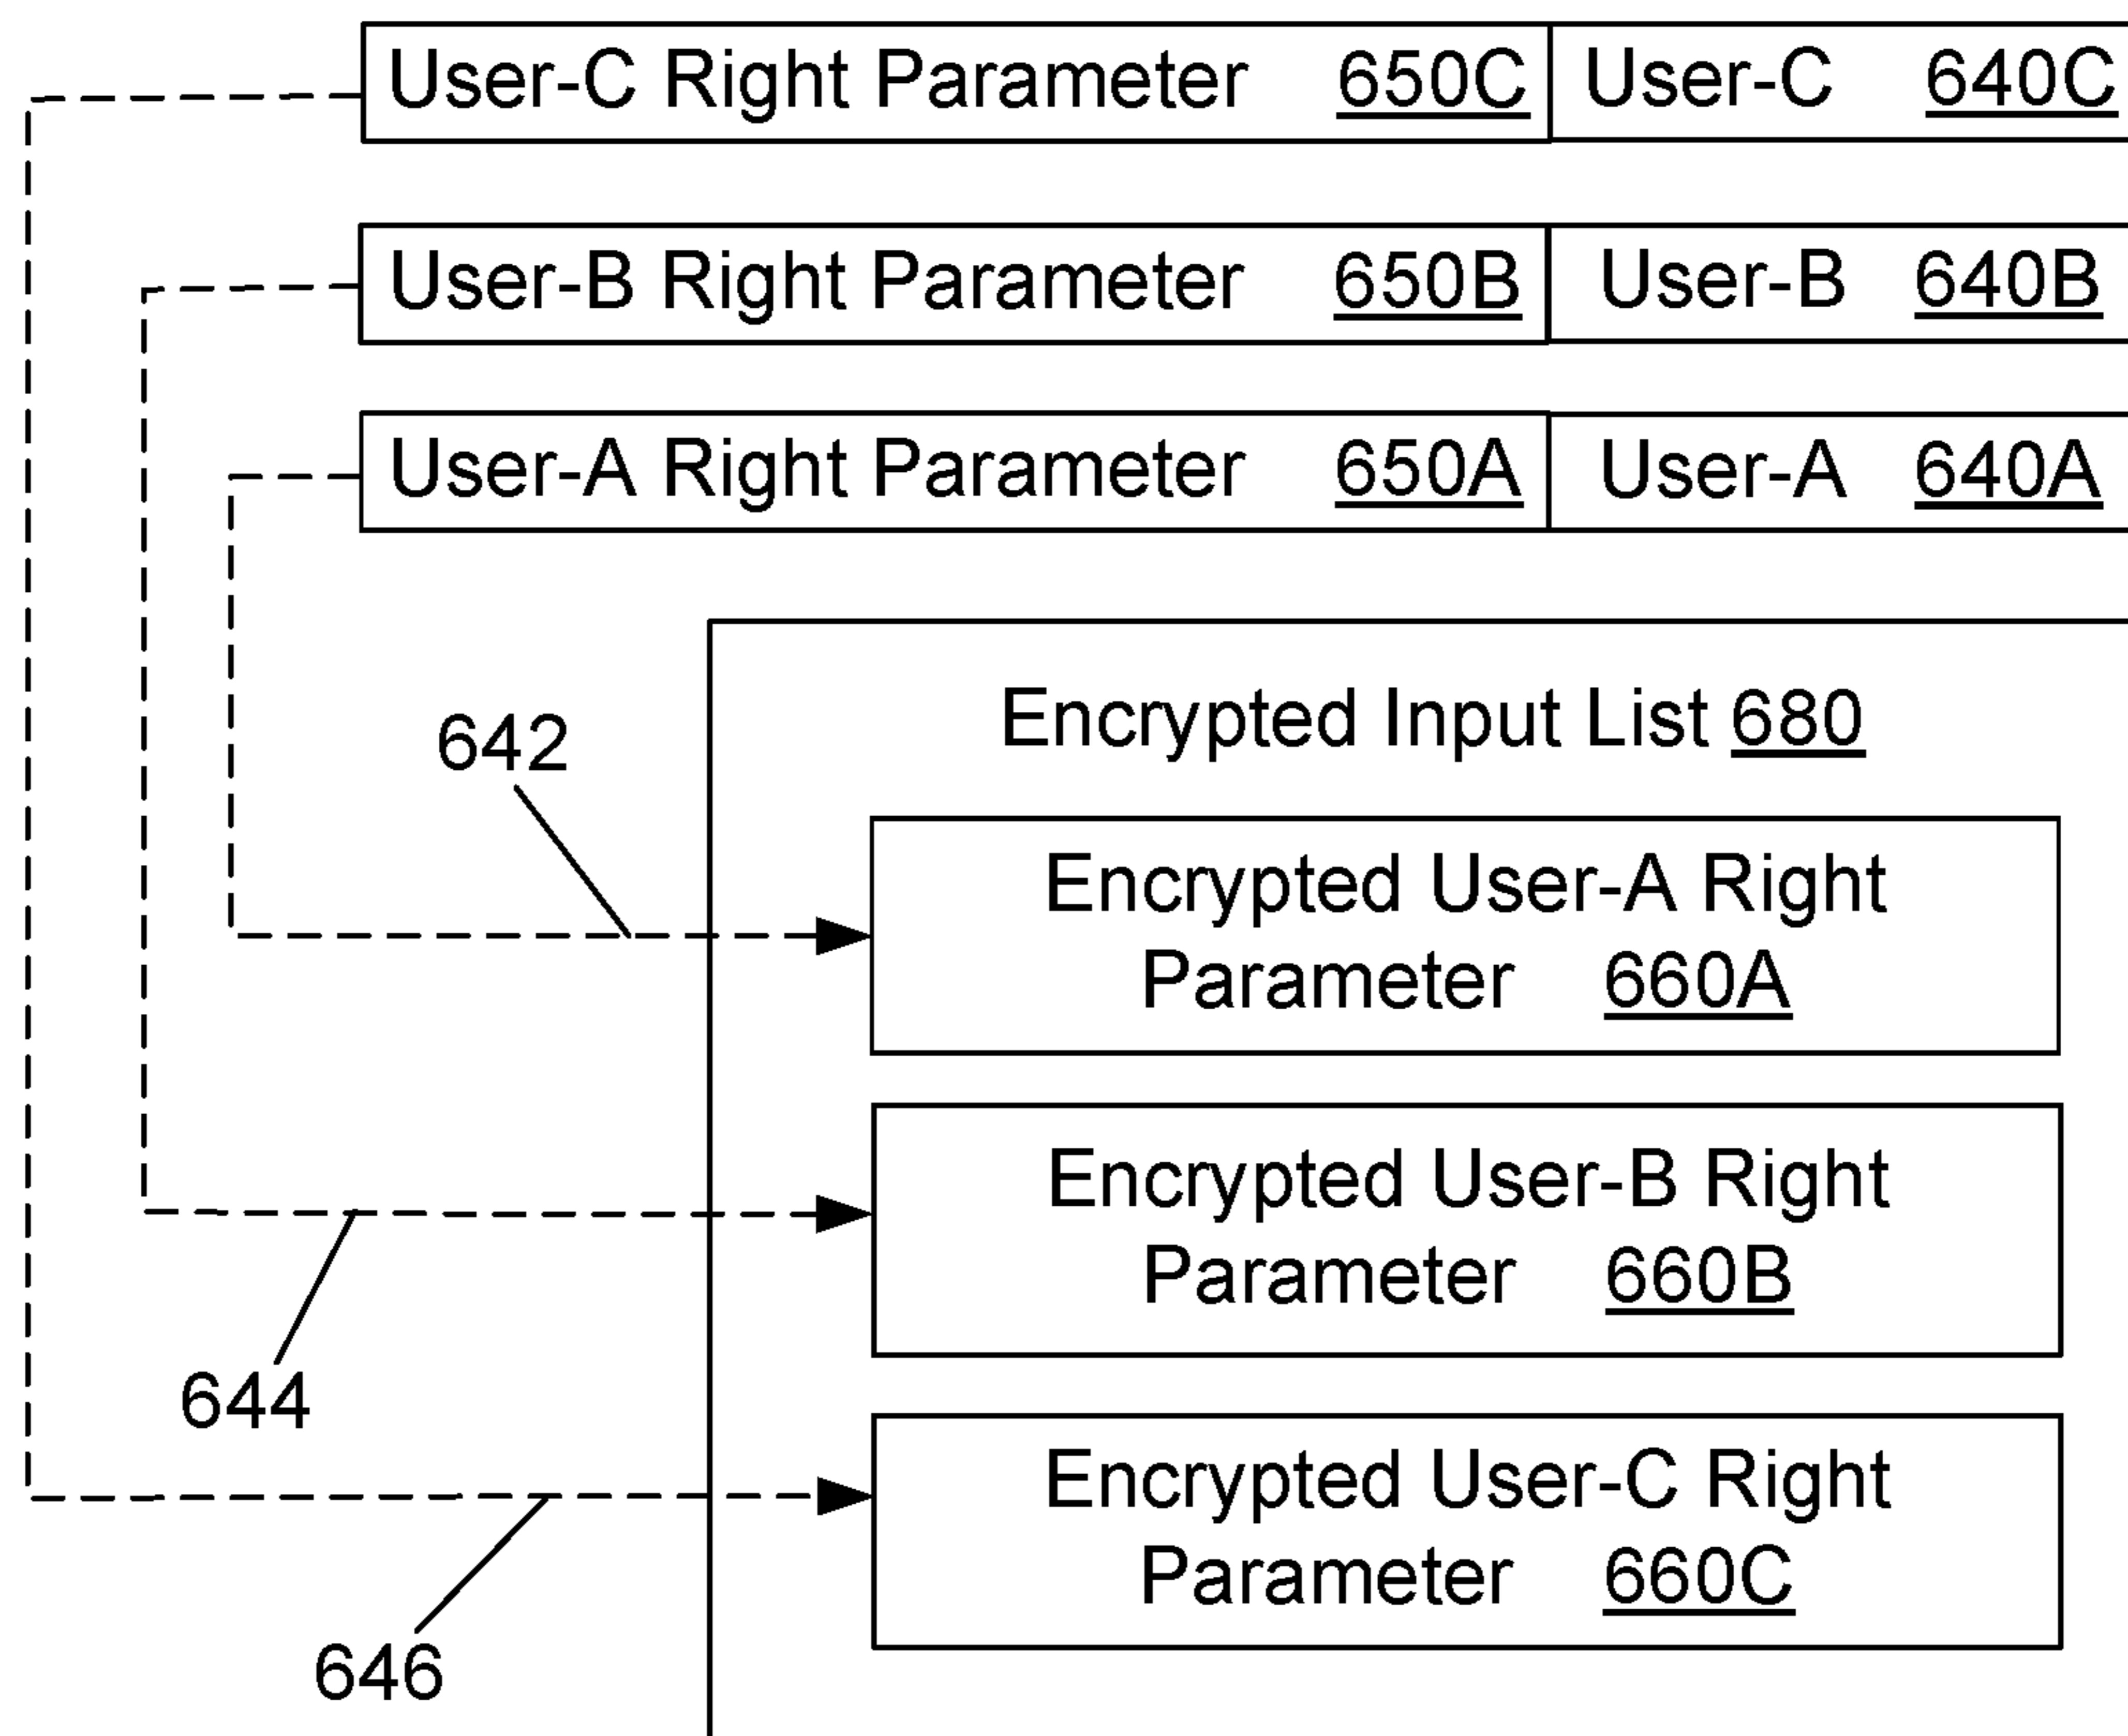 User-C Right Parameter 650C User-C 640C
User-B Right Parameter 650B User-B 640B
User-A Right Parameter 650A User-A 640A
Encrypted Input List 680
642
Encrypted User-A Right
Parameter 660A
Encrypted User-B Right
Parameter 660B
644
Encrypted User-C Right
Parameter 660C
646